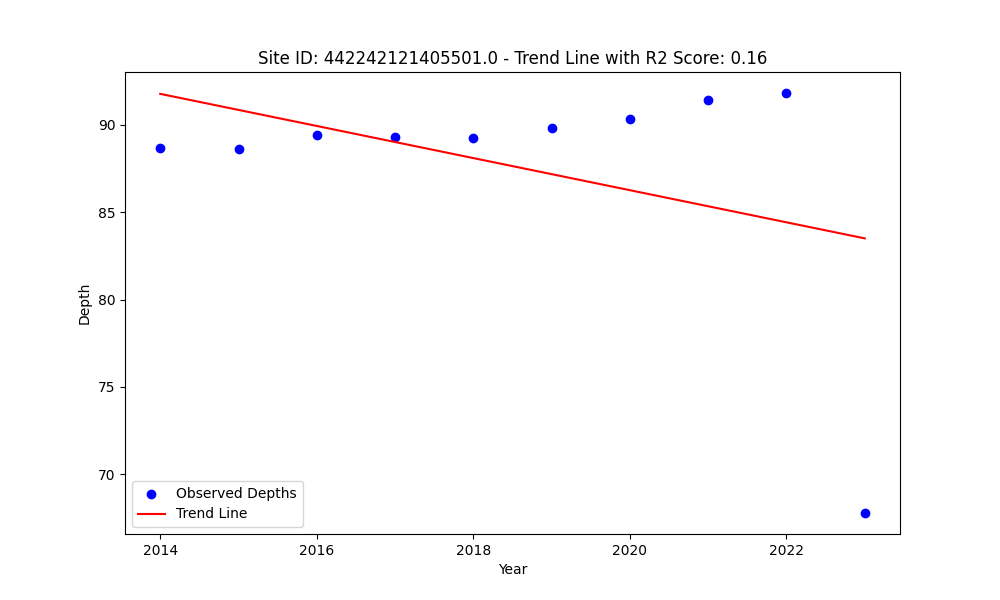 Site ID: 442242121405501.0 - Trend Line with R2 Score: 0.16
90
85
80
75
70
Depth
Observed Depths
Trend Line
2014
2016
2018
2020
2022
Year